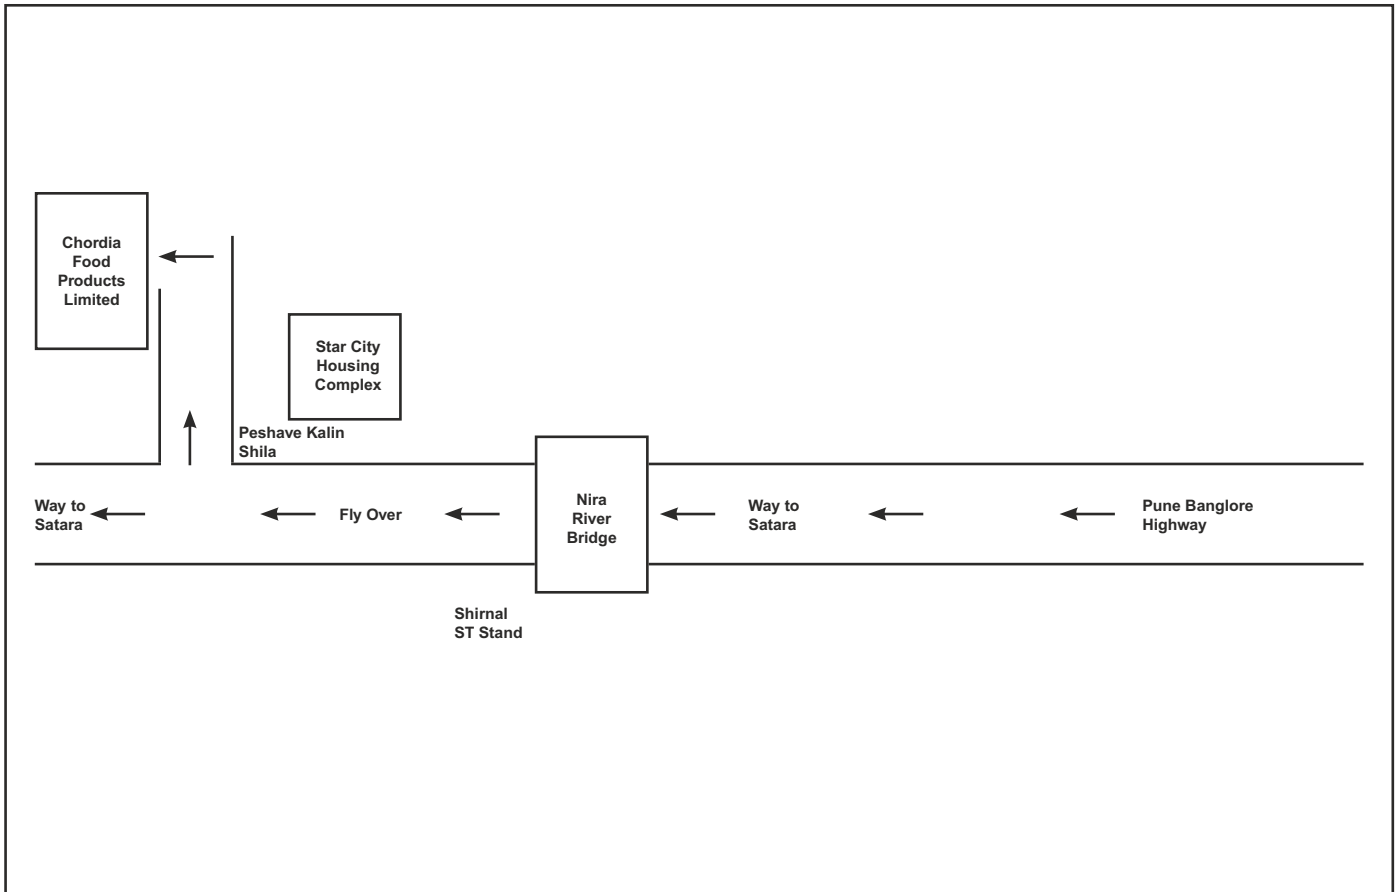 Chordia
Food
Products
Limited
Star City
Housing
Complex
Peshave Kalin
Shila
Way to
Satara
Fly Over
Nira
River
Bridge
Way to
Satara
Pune Banglore
Highway
Shirnal
ST Stand